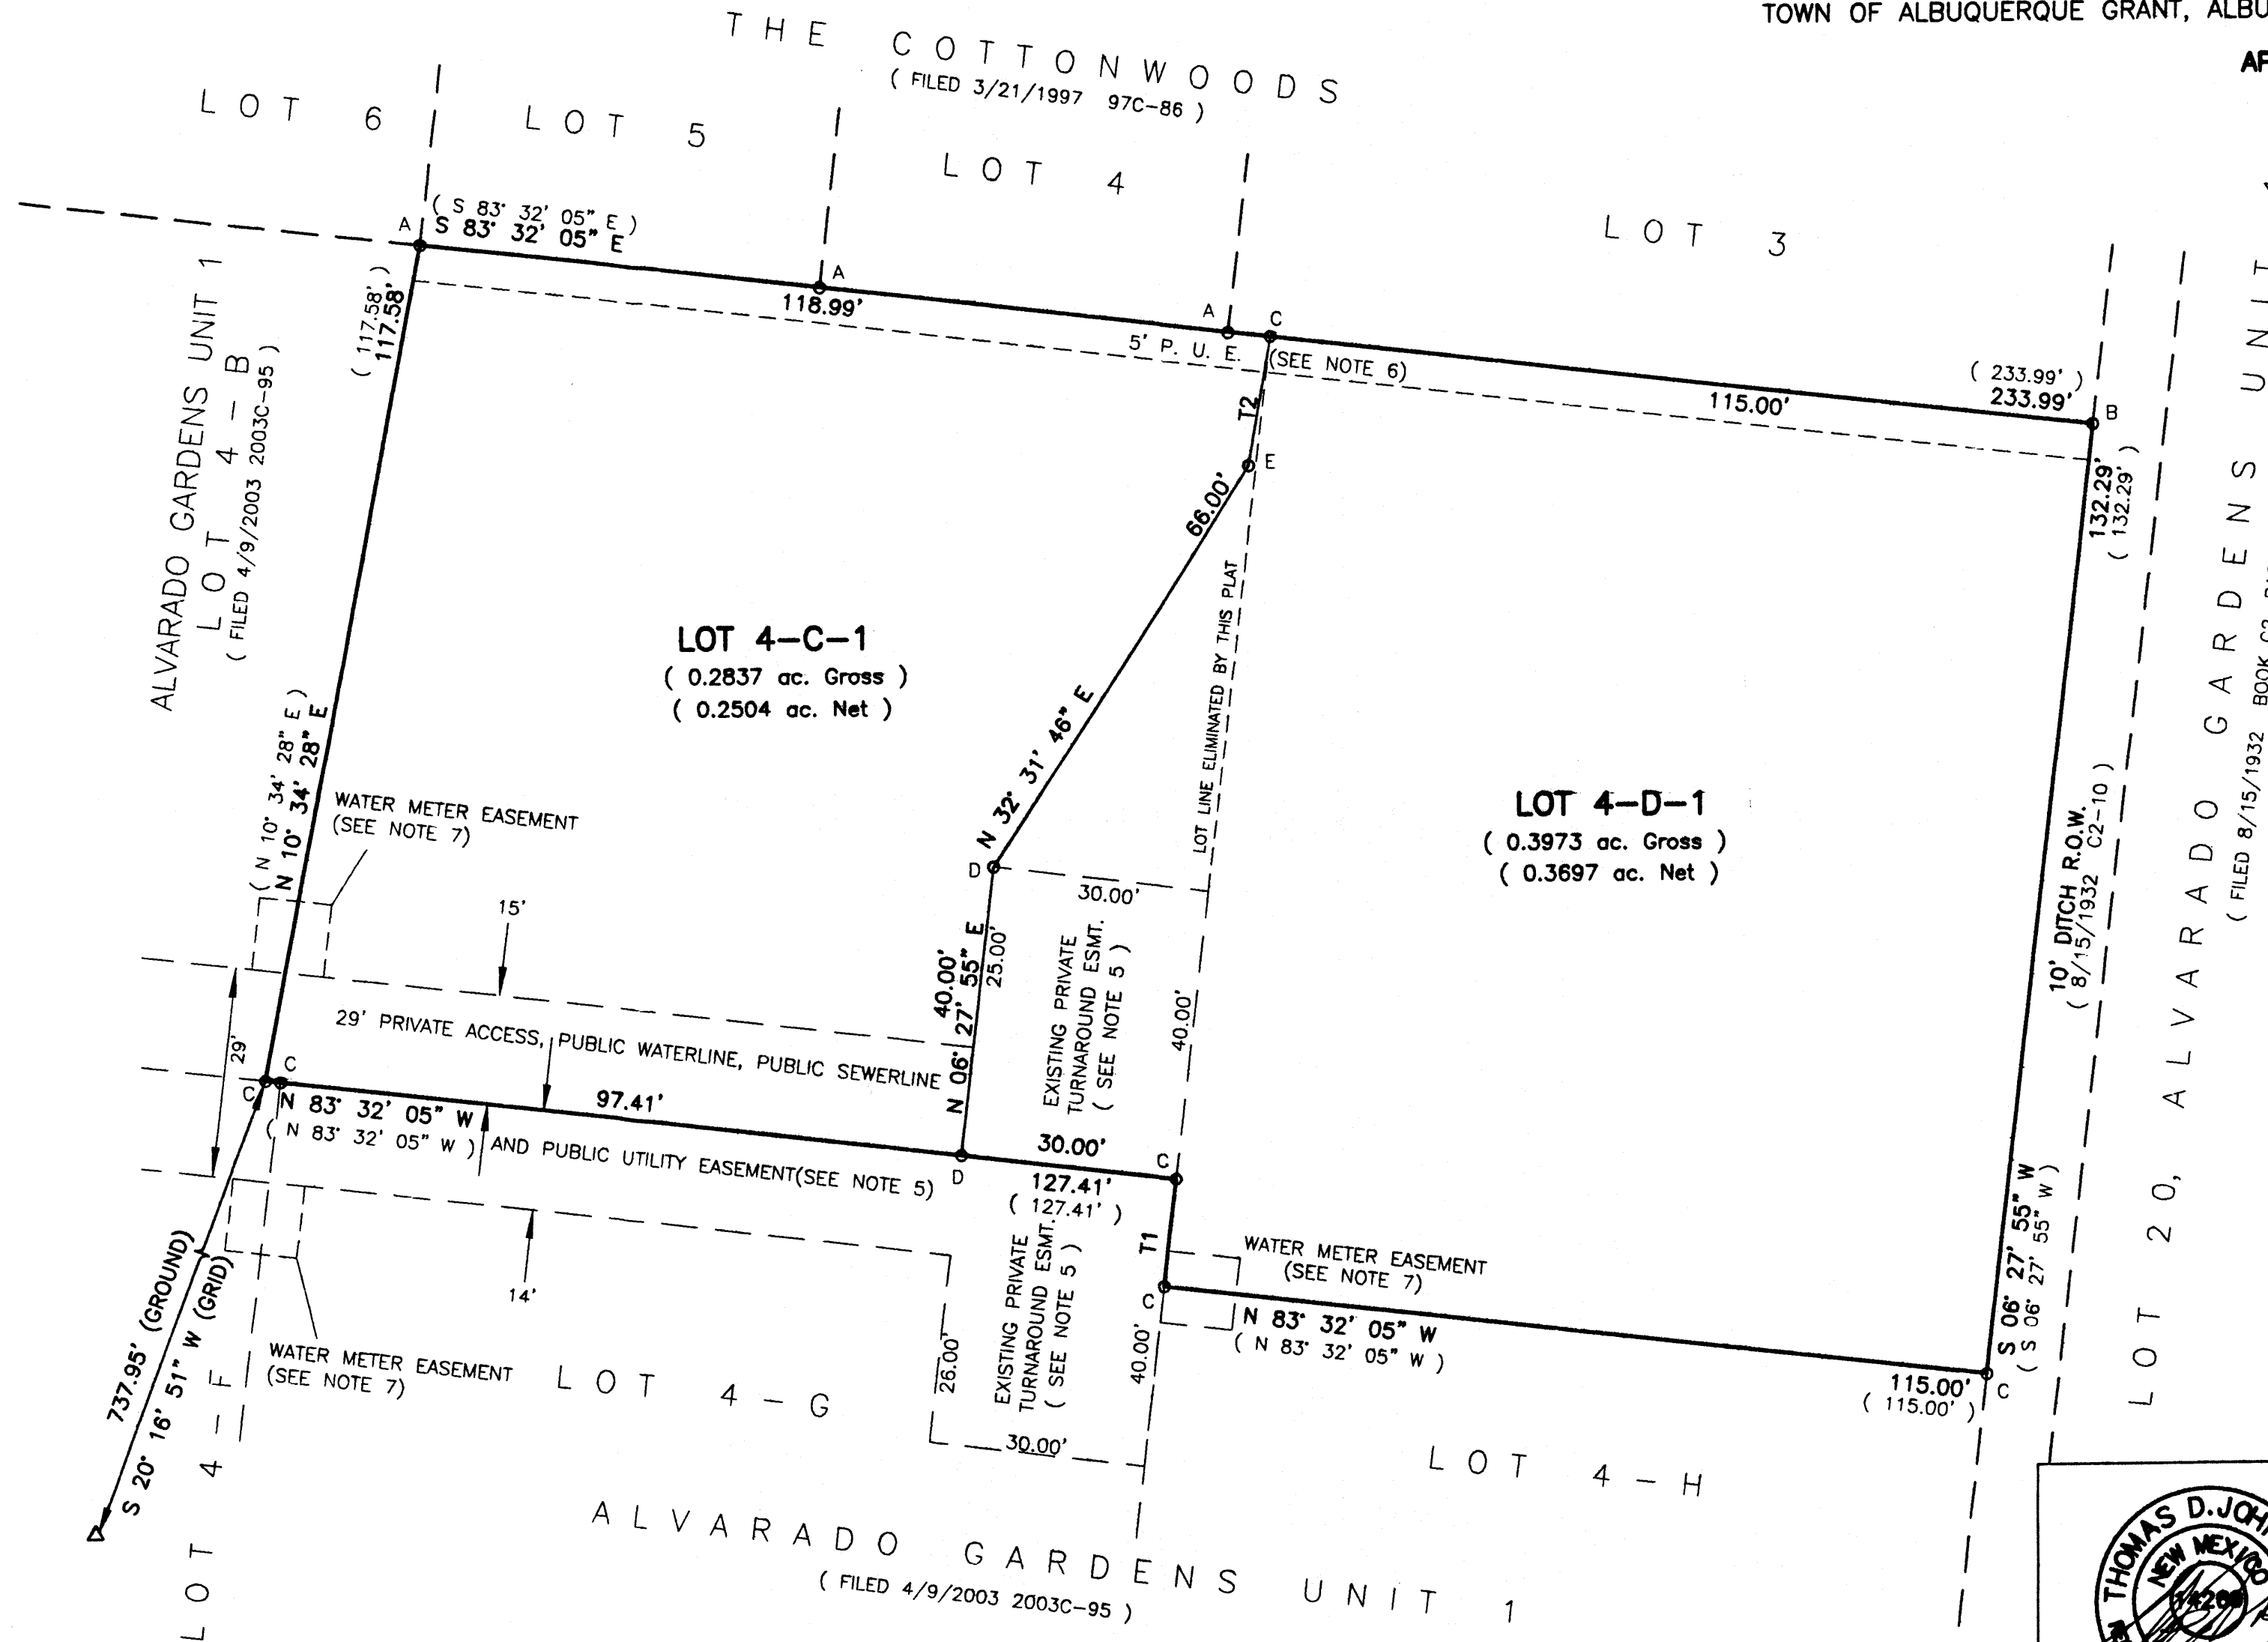 TOWN OF ALBUQUERQUE GRANT, ALBU
AF
THE COTTONWOODS
( FILED 3/21/1997 97C-86 )
LOT 6
LOT 5
LOT 4
LOT 3
( S 83° 32' 05" E )
S 83° 32' 05" E
A
A
118.99'
A
C
5' P. U. E.
(SEE NOTE 6)
115.00'
( 233.99' )
233.99'
B
( 117.58' )
117.58'
ALVARADO GARDENS UNIT 1
LOT 4-B
( FILED 4/9/2003 2003C-95 )
T2
E
66.00'
N 32° 31' 46" E
LOT LINE ELIMINATED BY THIS PLAT
132.29'
( 132.29' )
LOT 4-C-1
( 0.2837 ac. Gross )
( 0.2504 ac. Net )
LOT 4-D-1
( 0.3973 ac. Gross )
( 0.3697 ac. Net )
( N 10° 34' 28" E )
N 10° 34' 28" E
WATER METER EASEMENT
(SEE NOTE 7)
15'
D
30.00'
40.00'
N 06° 27' 55" E
25.00'
EXISTING PRIVATE
TURNAROUND ESMT.
( SEE NOTE 5 )
40.00'
10' DITCH R.O.W.
( 8/15/1932 C2-10 )
LOT 20, ALVARADO GARDENS UNIT
( FILED 8/15/1932 BOOK C2
29'
29' PRIVATE ACCESS, PUBLIC WATERLINE, PUBLIC SEWERLINE
C
C
N 83° 32' 05" W
( N 83° 32' 05" W )
97.41'
AND PUBLIC UTILITY EASEMENT(SEE NOTE 5)
D
30.00'
C
127.41'
( 127.41' )
T1
WATER METER EASEMENT
(SEE NOTE 7)
C
N 83° 32' 05" W
( N 83° 32' 05" W )
S 06° 27' 55" W
( S 06° 27' 55" W )
115.00'
( 115.00' )
C
737.95' (GROUND)
S 20° 16' 51" W (GRID)
14'
WATER METER EASEMENT
(SEE NOTE 7)
LOT 4-F
LOT 4-G
26.00'
EXISTING PRIVATE
TURNAROUND ESMT.
( SEE NOTE 5 )
40.00'
30.00'
LOT 4-H
ALVARADO GARDENS UNIT 1
( FILED 4/9/2003 2003C-95 )
THOMAS D. JOH
NEW MEXICO